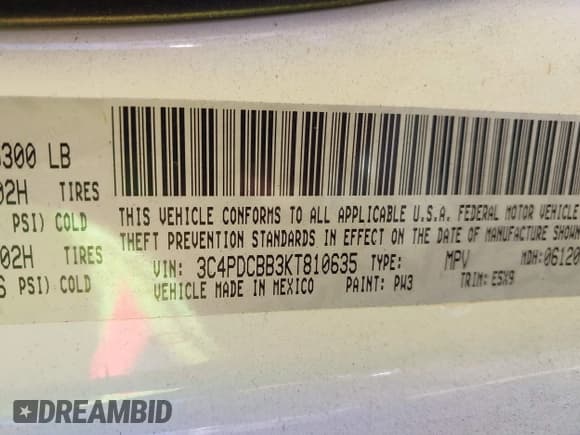 300 LB
02H TIRES
PSI) COLD
02H TIRES
PSI) COLD
THIS VEHICLE CONFORMS TO ALL APPLICABLE U.S.A. FEDERAL MOTOR VEHICLE
THEFT PREVENTION STANDARDS IN EFFECT ON THE DATE OF MANUFACTURE SHOWN
VIN: 3C4PDCBB3KT810635 TYPE: MPV MDH:06120
VEHICLE MADE IN MEXICO PAINT: PW3 TRIM: E5X9
DREAMBID